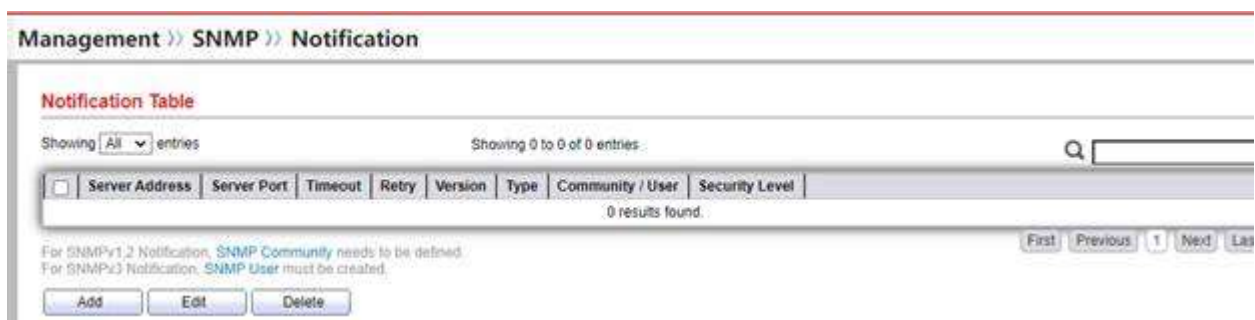 Management 》 SNMP 》 Notification
Notification Table
Showing All entries
Showing 0 to 0 of 0 entries
Server Address Server Port Timeout Retry Version Type Community / User Security Level
0 results found.
First Previous 1 Next Las
For SNMPv1,2 Notification, SNMP Community needs to be defined.
For SNMPv3 Notification, SNMP User must be created.
Add Edit Delete